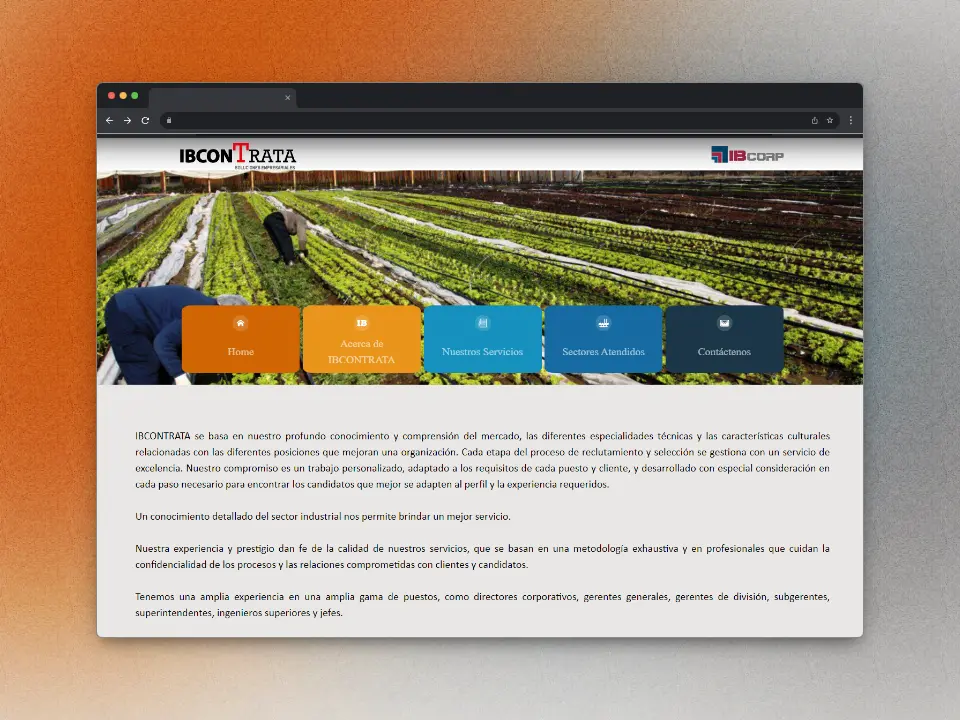 IBCONTRATA
SOLUCIONES EMPRESARIALES
IBCORP
Home
IB
Acerca de
IBCONTRATA
Nuestros Servicios
Sectores Atendidos
Contáctenos
IBCONTRATA se basa en nuestro profundo conocimiento y comprensión del mercado, las diferentes especialidades técnicas y las características culturales
relacionadas con las diferentes posiciones que mejoran una organización. Cada etapa del proceso de reclutamiento y selección se gestiona con un servicio de
excelencia. Nuestro compromiso es un trabajo personalizado, adaptado a los requisitos de cada puesto y cliente, y desarrollado con especial consideración en
cada paso necesario para encontrar los candidatos que mejor se adapten al perfil y la experiencia requeridos.
Un conocimiento detallado del sector industrial nos permite brindar un mejor servicio.
Nuestra experiencia y prestigio dan fe de la calidad de nuestros servicios, que se basan en una metodología exhaustiva y en profesionales que cuidan la
confidencialidad de los procesos y las relaciones comprometidas con clientes y candidatos.
Tenemos una amplia experiencia en una amplia gama de puestos, como directores corporativos, gerentes generales, gerentes de división, subgerentes,
superintendentes, ingenieros superiores y jefes.